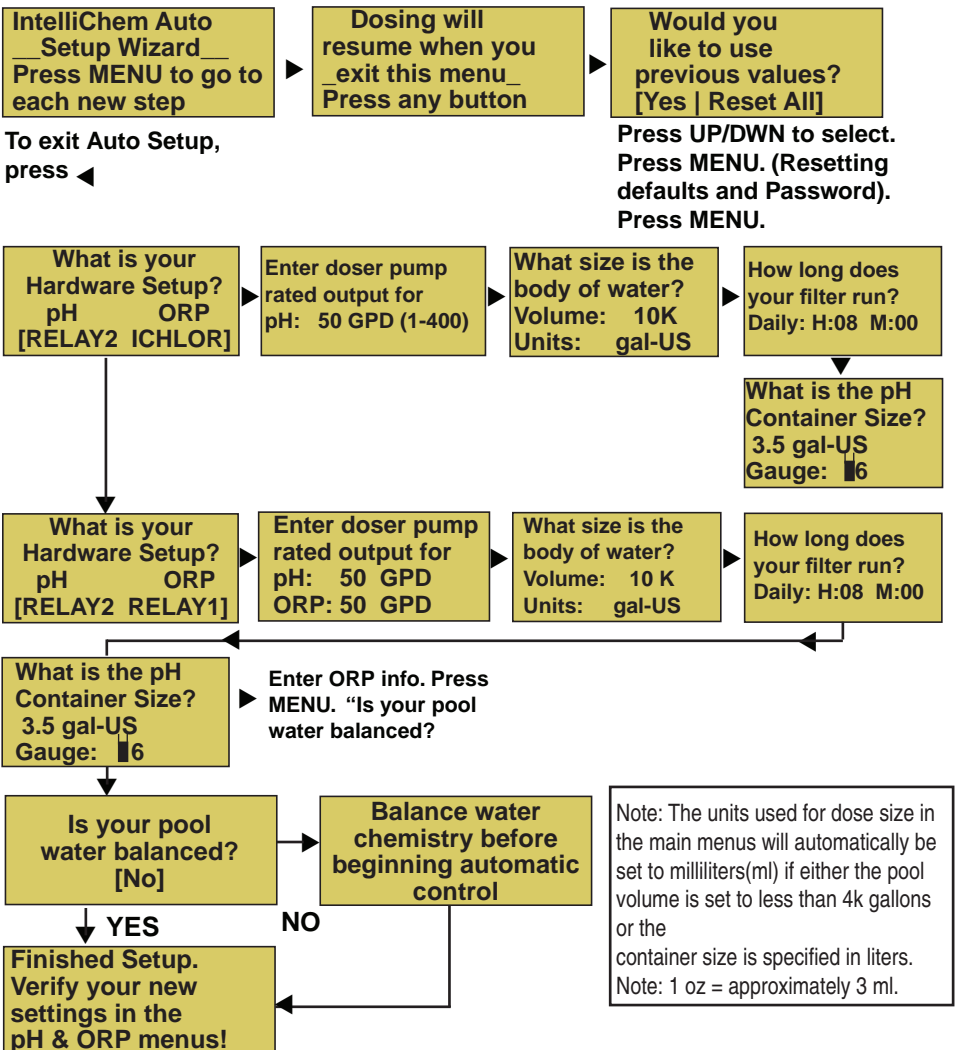 IntelliChem Auto
__Setup Wizard__
Press MENU to go to
each new step
Dosing will
resume when you
_exit this menu_
Press any button
Would you
like to use
previous values?
[Yes | Reset All]
To exit Auto Setup,
press ◀
Press UP/DWN to select.
Press MENU. (Resetting
defaults and Password).
Press MENU.
What is your
Hardware Setup?
pH ORP
[RELAY2 ICHLOR]
Enter doser pump
rated output for
pH: 50 GPD (1-400)
What size is the
body of water?
Volume: 10K
Units: gal-US
How long does
your filter run?
Daily: H:08 M:00
What is the pH
Container Size?
3.5 gal-US
Gauge: 6
What is your
Hardware Setup?
pH ORP
[RELAY2 RELAY1]
Enter doser pump
rated output for
pH: 50 GPD
ORP: 50 GPD
What size is the
body of water?
Volume: 10 K
Units: gal-US
How long does
your filter run?
Daily: H:08 M:00
What is the pH
Container Size?
3.5 gal-US
Gauge: 6
Enter ORP info. Press
MENU. “Is your pool
water balanced?
Is your pool
water balanced?
[No]
Balance water
chemistry before
beginning automatic
control
YES
NO
Finished Setup.
Verify your new
settings in the
pH & ORP menus!
Note: The units used for dose size in
the main menus will automatically be
set to milliliters(ml) if either the pool
volume is set to less than 4k gallons
or the
container size is specified in liters.
Note: 1 oz = approximately 3 ml.